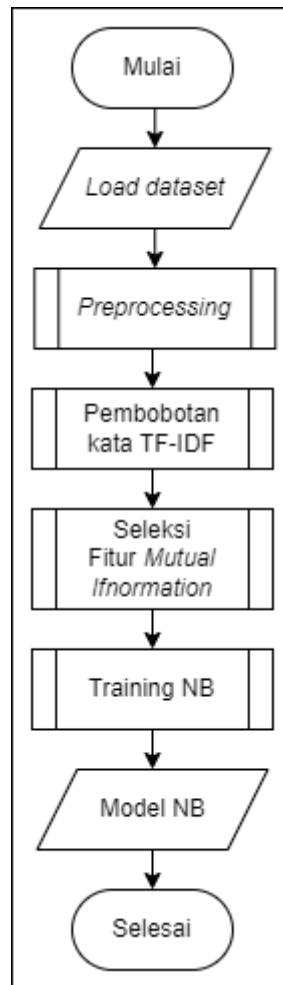 Mulai
Load dataset
Preprocessing
Pembobotan
kata TF-IDF
Seleksi
Fitur Mutual
Ifnormation
Training NB
Model NB
Selesai